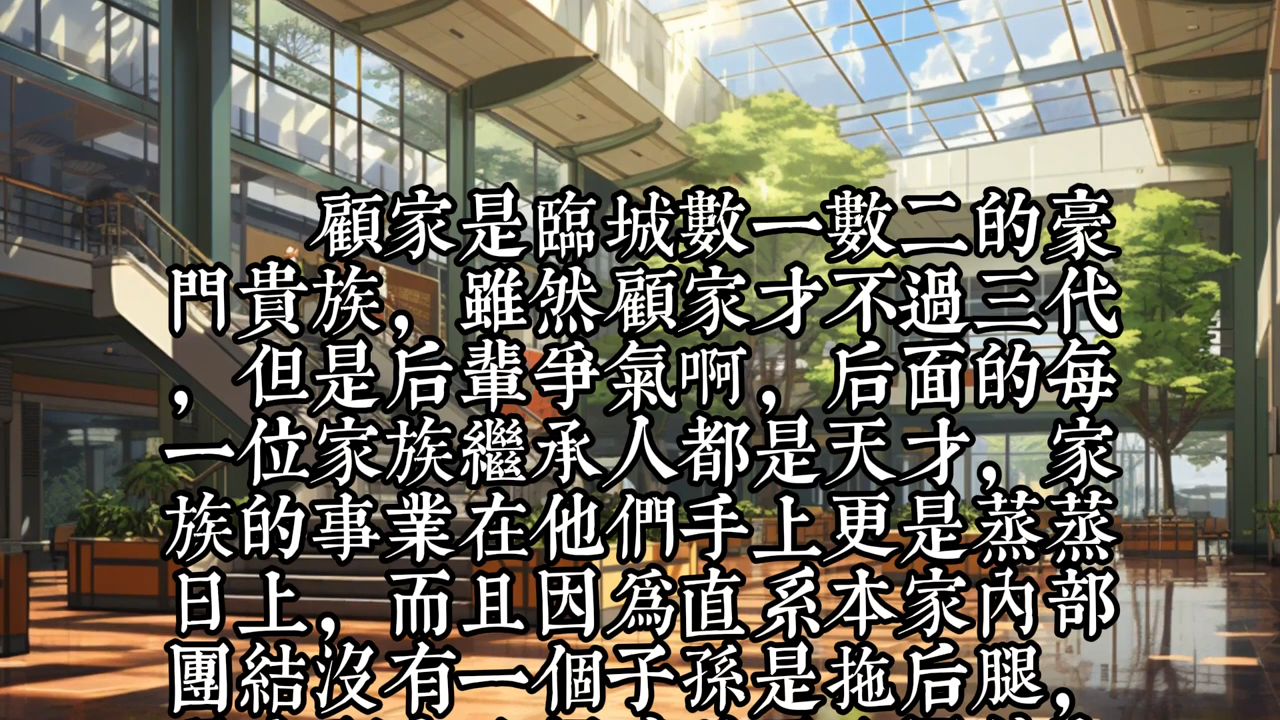 顧家是臨城數一數二的豪
門貴族，雖然顧家才不過三代
，但是后輩爭氣啊，后面的每
一位家族繼承人都是天才，家
族的事業在他們手上更是蒸蒸
日上，而且因爲直系本家內部
團結沒有一個子孫是拖后腿，